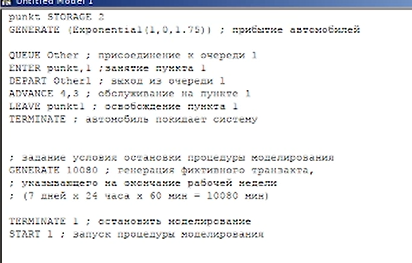 Untitled Model 1
punkt STORAGE 2
GENERATE (Exponential(1,0,1.75)) ; прибытие автомобилей
QUEUE Other ; присоединение к очереди 1
ENTER punkt,1 ;занятие пункта 1
DEPART Other1 ; выход из очереди 1
ADVANCE 4,3 ; обслуживание на пункте 1
LEAVE punkt1 ; освобождение пункта 1
TERMINATE ; автомобиль покидает систему
; задание условия остановки процедуры моделирования
GENERATE 10080 ; генерация фиктивного транзакта,
; указывающего на окончание рабочей недели
; (7 дней x 24 часа x 60 мин = 10080 мин)
TERMINATE 1 ; остановить моделирование
START 1 ; запуск процедуры моделирования